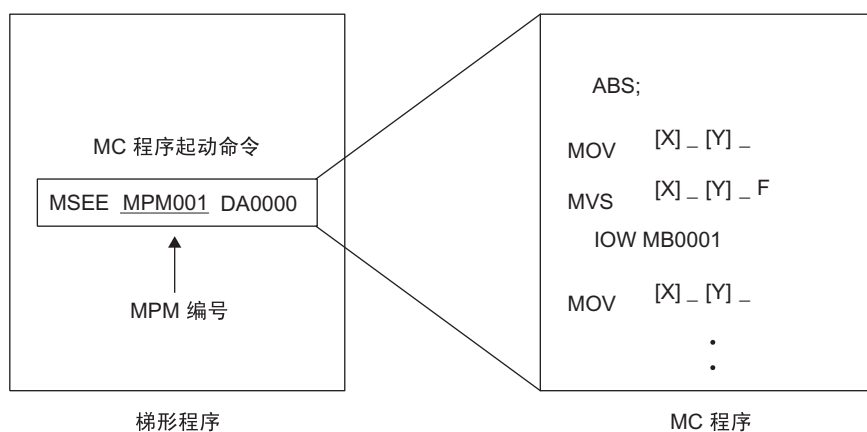 MC 程序起动命令
MSEE MPM001 DA0000
MPM 编号
梯形程序
ABS;
MOV [X] _ [Y] _
MVS [X] _ [Y] _ F
IOW MB0001
MOV [X] _ [Y] _
MC 程序